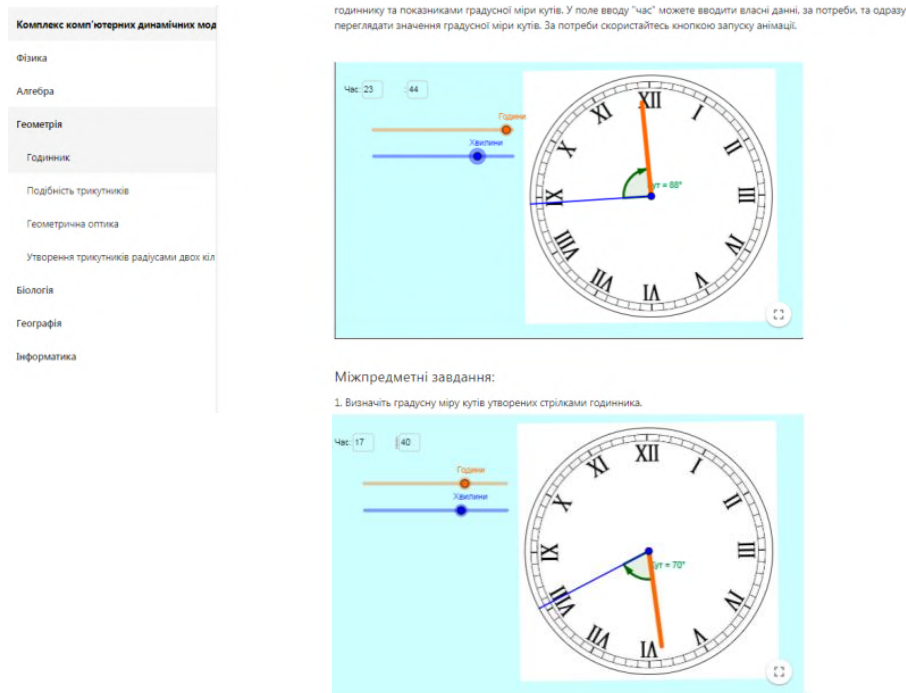 Комплекс комп'ютерних динамічних мод
Фізика
Алгебра
Геометрія
Годинник
Подібність трикутників
Геометрична оптика
Утворення трикутників радіусами двох кіл
Біологія
Географія
Інформатика
годиннику та показниками градусної міри кутів. У поле вводу "час" можете вводити власні данні, за потреби, та одразу
переглядати значення градусної міри кутів. За потреби скористайтесь кнопкою запуску анімації.
Час: 23 : 44
Години
Хвилини
XII
I
II
III
IV
V
VI
VII
VIII
IX
X
XI
Кут = 88°
Міжпредметні завдання:
1. Визначіть градусну міру кутів утворених стрілками годинника.
Час: 17 : 40
Години
Хвилини
XII
I
II
III
IV
V
VI
VII
VIII
IX
X
XI
Кут = 70°